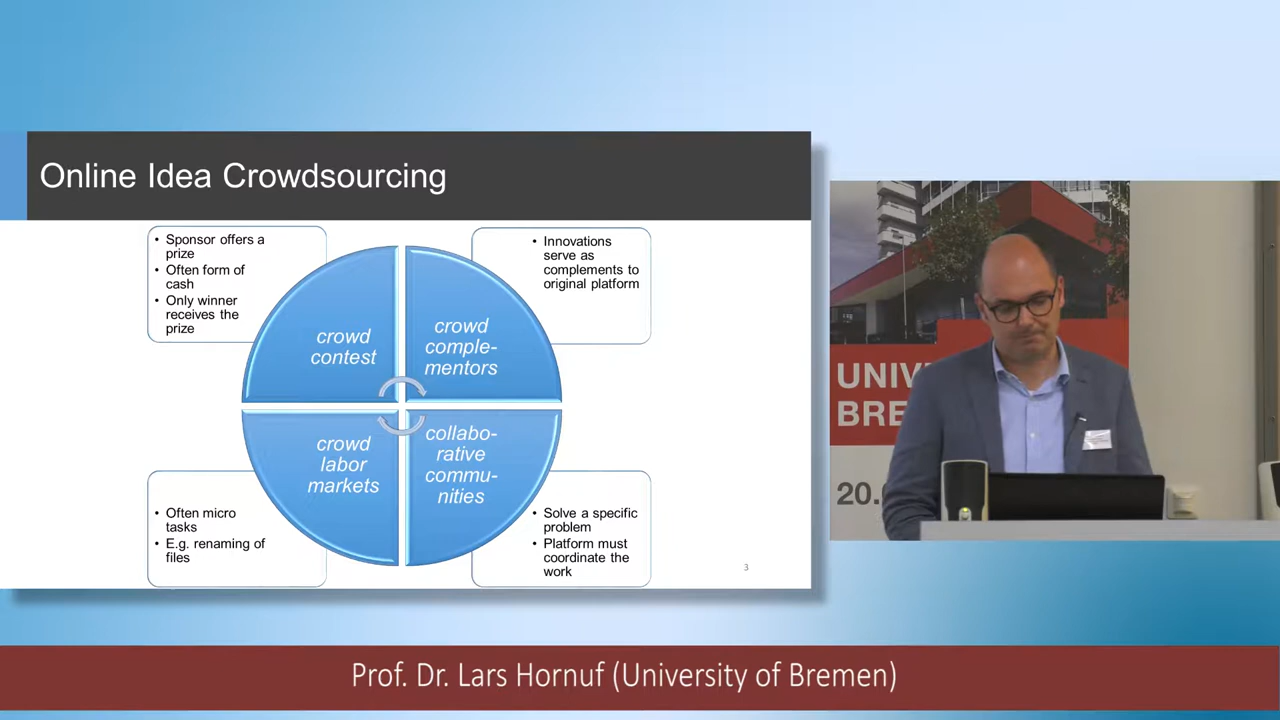 Online Idea Crowdsourcing
• Sponsor offers a
prize
• Often form of
cash
• Only winner
receives the
prize
• Innovations
serve as
complements to
original platform
crowd
contest
crowd
comple-
mentors
crowd
labor
markets
collabo-
rative
commu-
nities
• Often micro
tasks
• E.g. renaming of
files
• Solve a specific
problem
• Platform must
coordinate the
work
3
UNIV
BRE
20.
Prof. Dr. Lars Hornuf (University of Bremen)